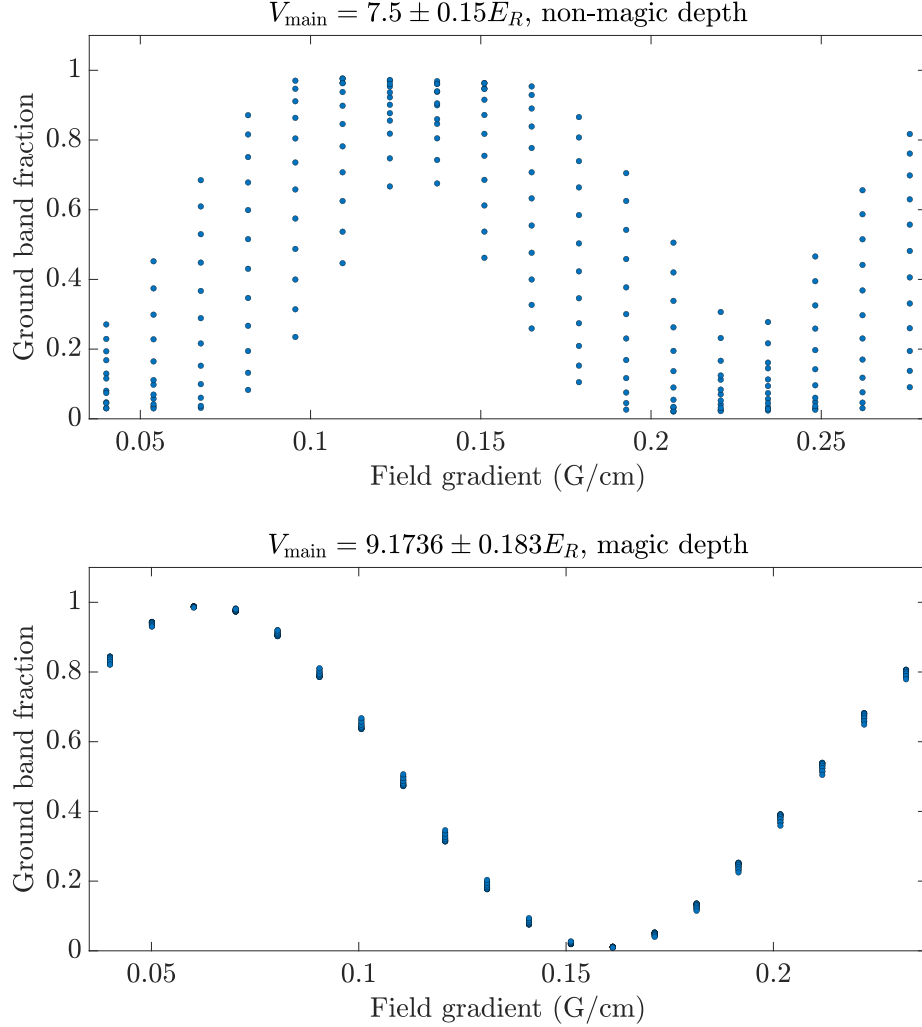 V_main = 7.5 ± 0.15E_R, non-magic depth
1
0.8
0.6
0.4
0.2
0
Ground band fraction
0.05 0.1 0.15 0.2 0.25
Field gradient (G/cm)
V_main = 9.1736 ± 0.183E_R, magic depth
1
0.8
0.6
0.4
0.2
0
Ground band fraction
0.05 0.1 0.15 0.2
Field gradient (G/cm)